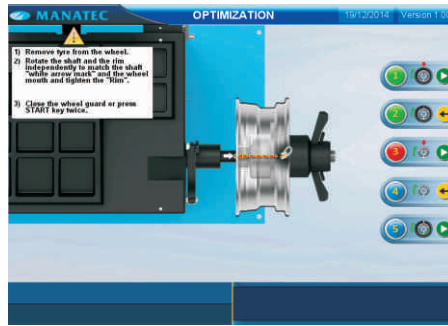 MANATEC OPTIMIZATION 19/12/2014 Version 1.0
1) Remove tyre from the wheel.
2) Rotate the shaft and the rim
independently to match the shaft
"white arrow mark" and the wheel
mouth and tighten the "Rim".
3) Close the wheel guard or press
START key twice.
1
2
3
4
5